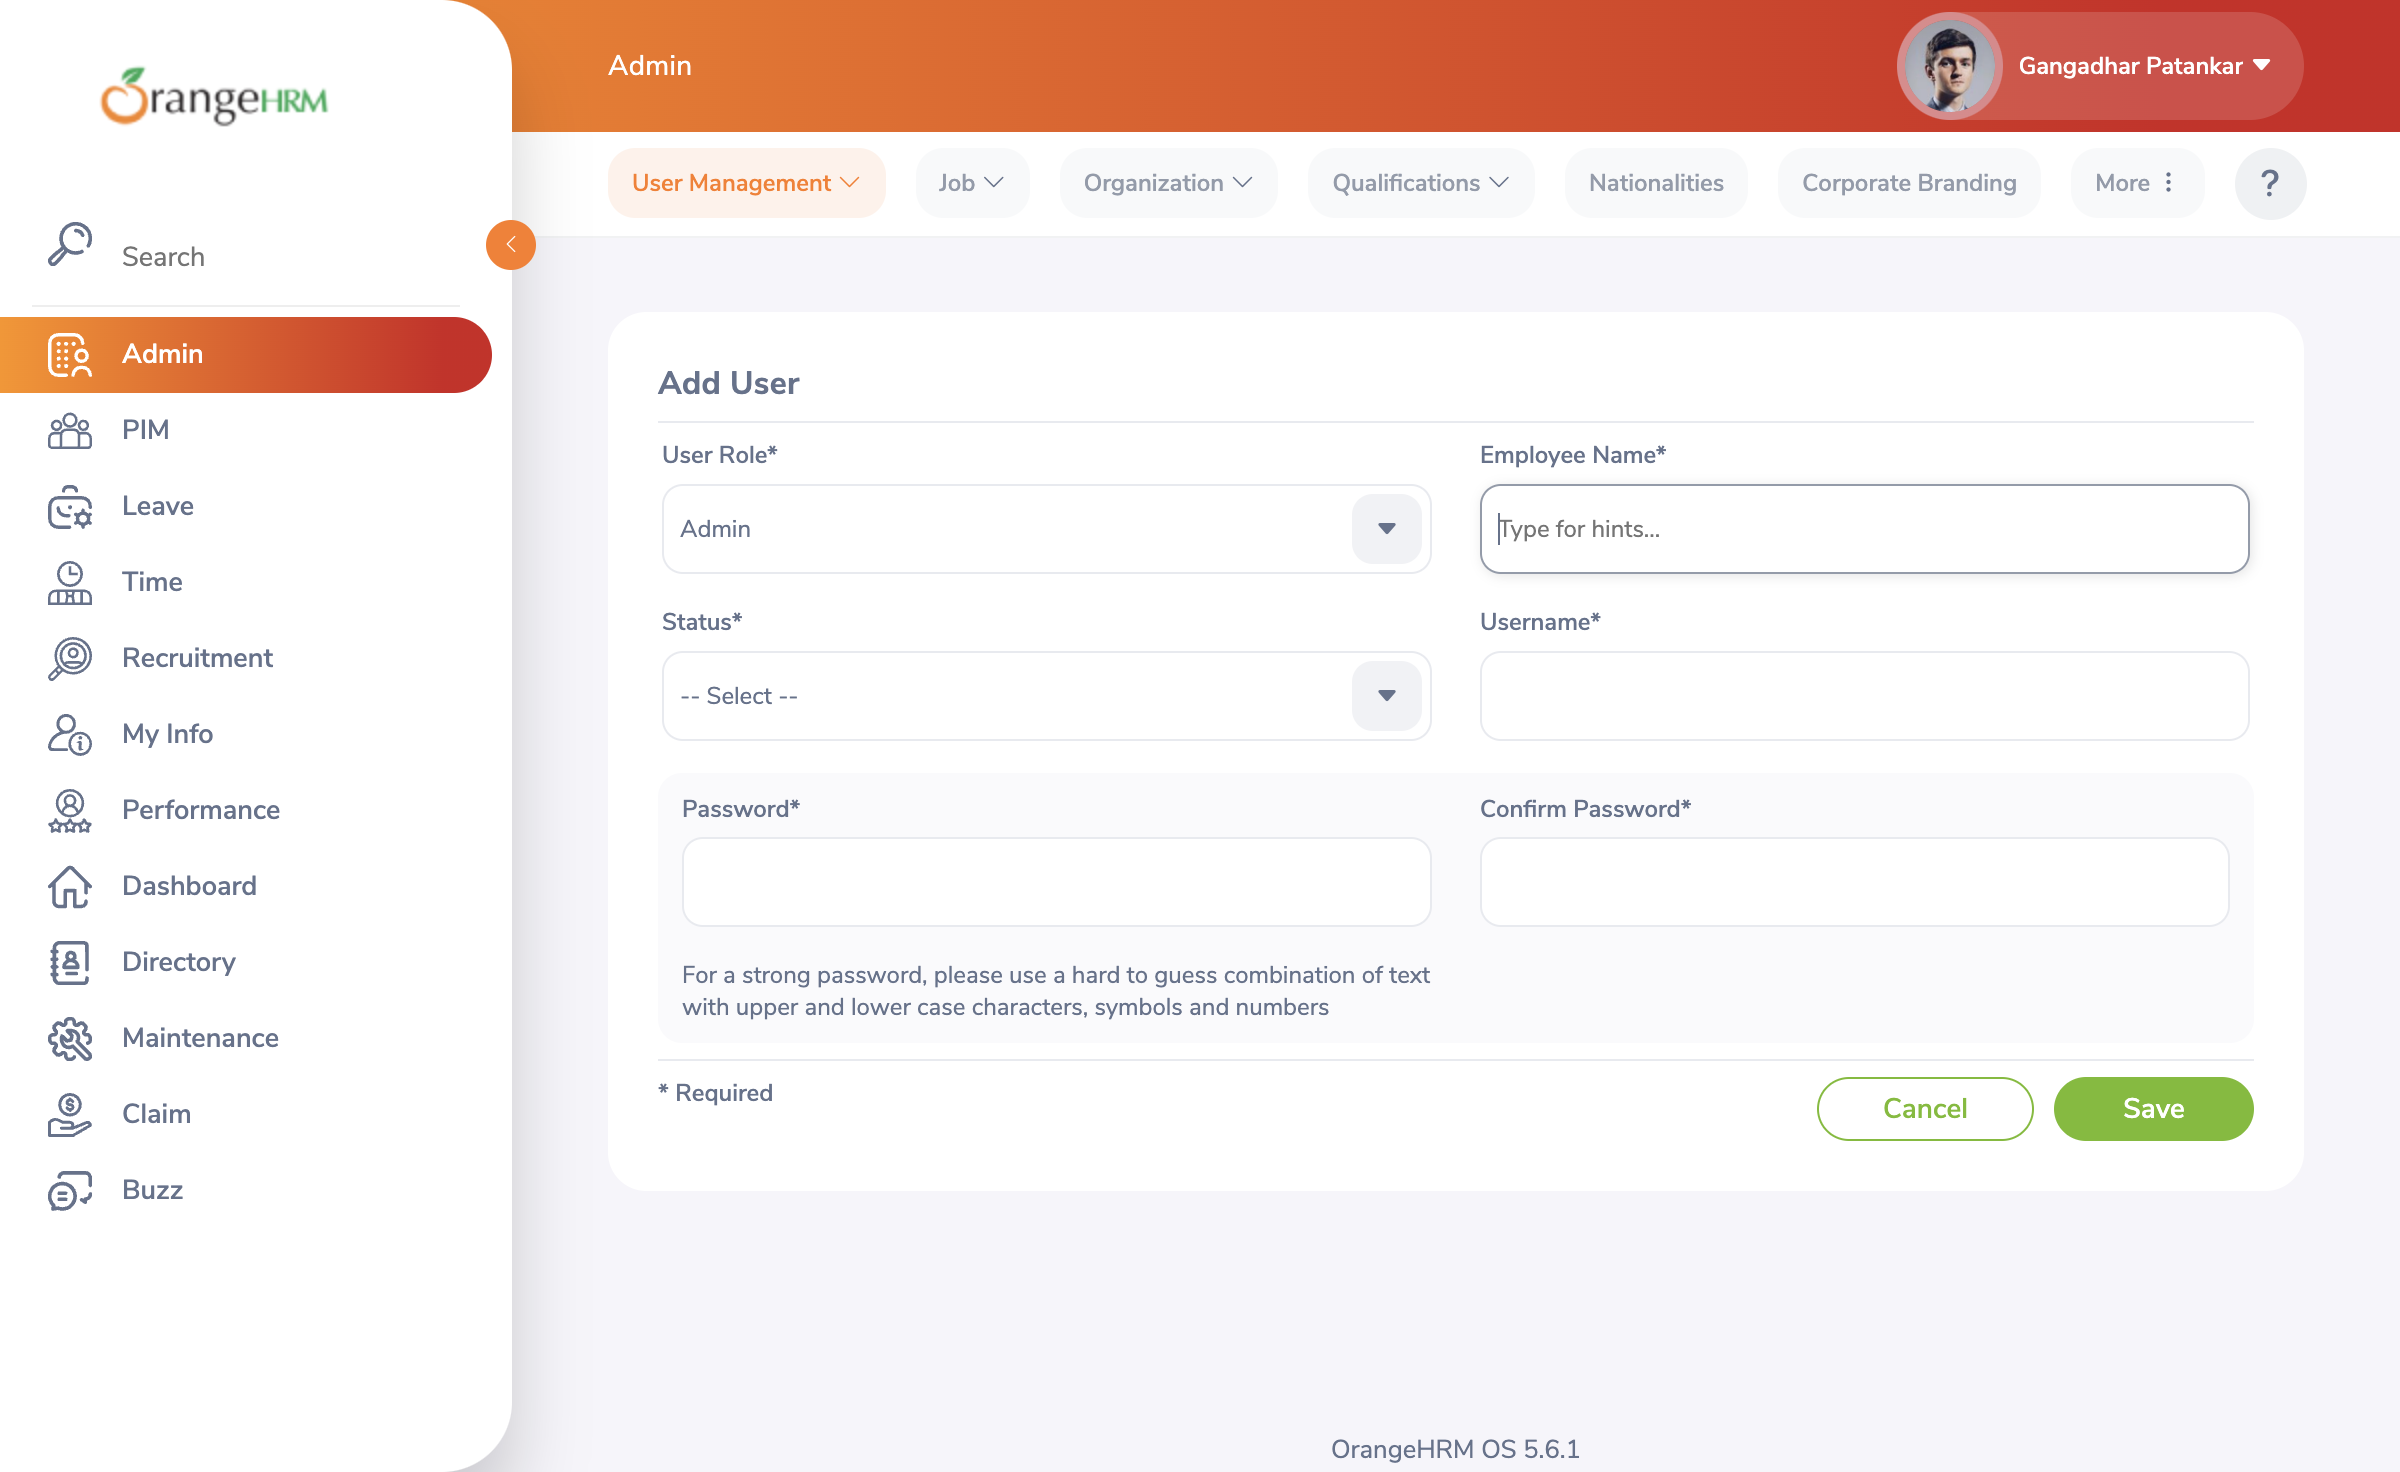 OrangeHRM
Search
Admin
PIM
Leave
Time
Recruitment
My Info
Performance
Dashboard
Directory
Maintenance
Claim
Buzz
Admin
Gangadhar Patankar
User Management
Job
Organization
Qualifications
Nationalities
Corporate Branding
More
?
Add User
User Role*
Admin
Employee Name*
Type for hints...
Status*
-- Select --
Username*
Password*
Confirm Password*
For a strong password, please use a hard to guess combination of text
with upper and lower case characters, symbols and numbers
* Required
Cancel
Save
OrangeHRM OS 5.6.1